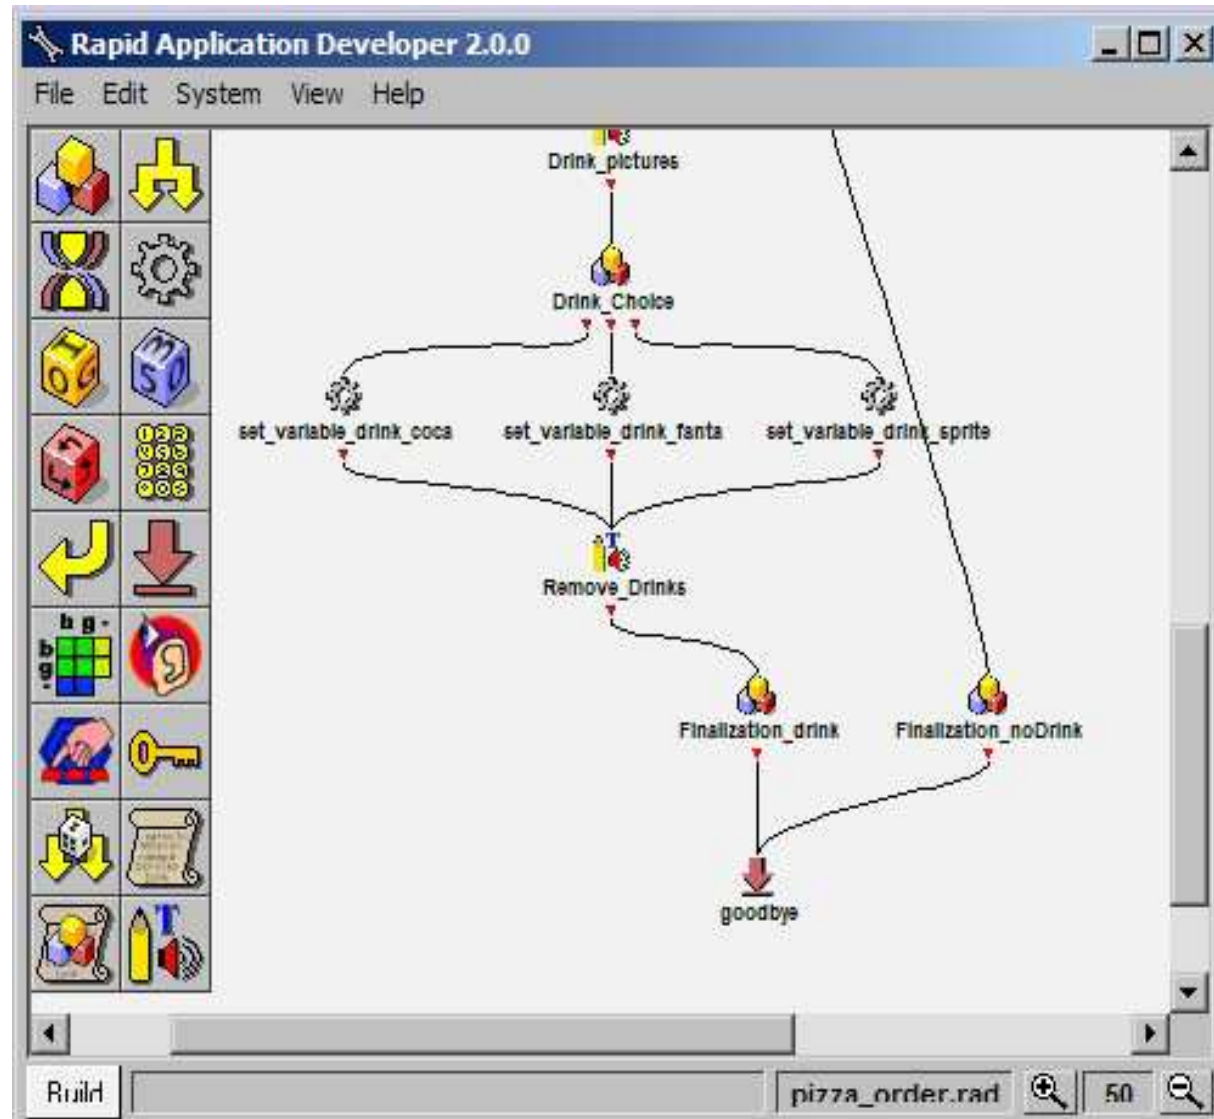 Rapid Application Developer 2.0.0
File Edit System View Help
Drink_pictures
Drink_Choice
set_variable_drink_coca set_variable_drink_fanta set_variable_drink_sprite
Remove_Drinks
Finalization_drink Finalization_noDrink
goodbye
Build pizza_order.rad 50